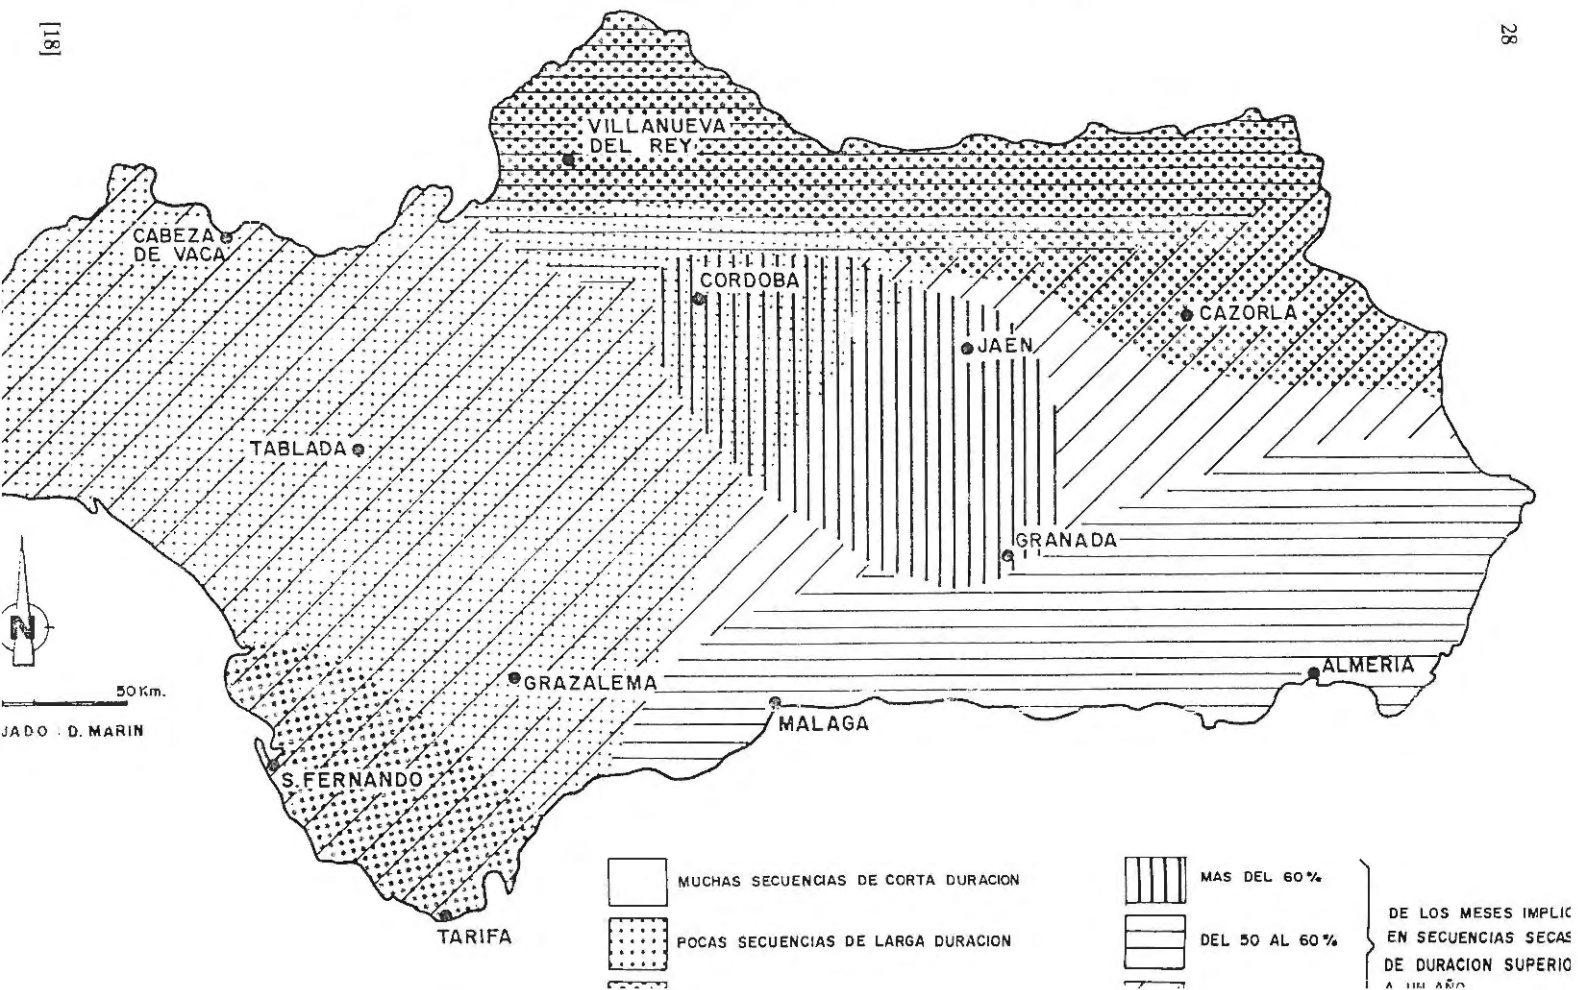 [18]
28
VILLANUEVA
DEL REY
CABEZA
DE VACA
CORDOBA
CAZORLA
JAEN
TABLADA
GRANADA
N
ALMERIA
GRAZALEMA
50 Km.
MALAGA
JADO : D. MARIN
S. FERNANDO
TARIFA
MUCHAS SECUENCIAS DE CORTA DURACION
POCAS SECUENCIAS DE LARGA DURACION
MAS DEL 60%
DEL 50 AL 60%
DE LOS MESES IMPLIC
EN SECUENCIAS SECAS
DE DURACION SUPERIO
A UN AÑO